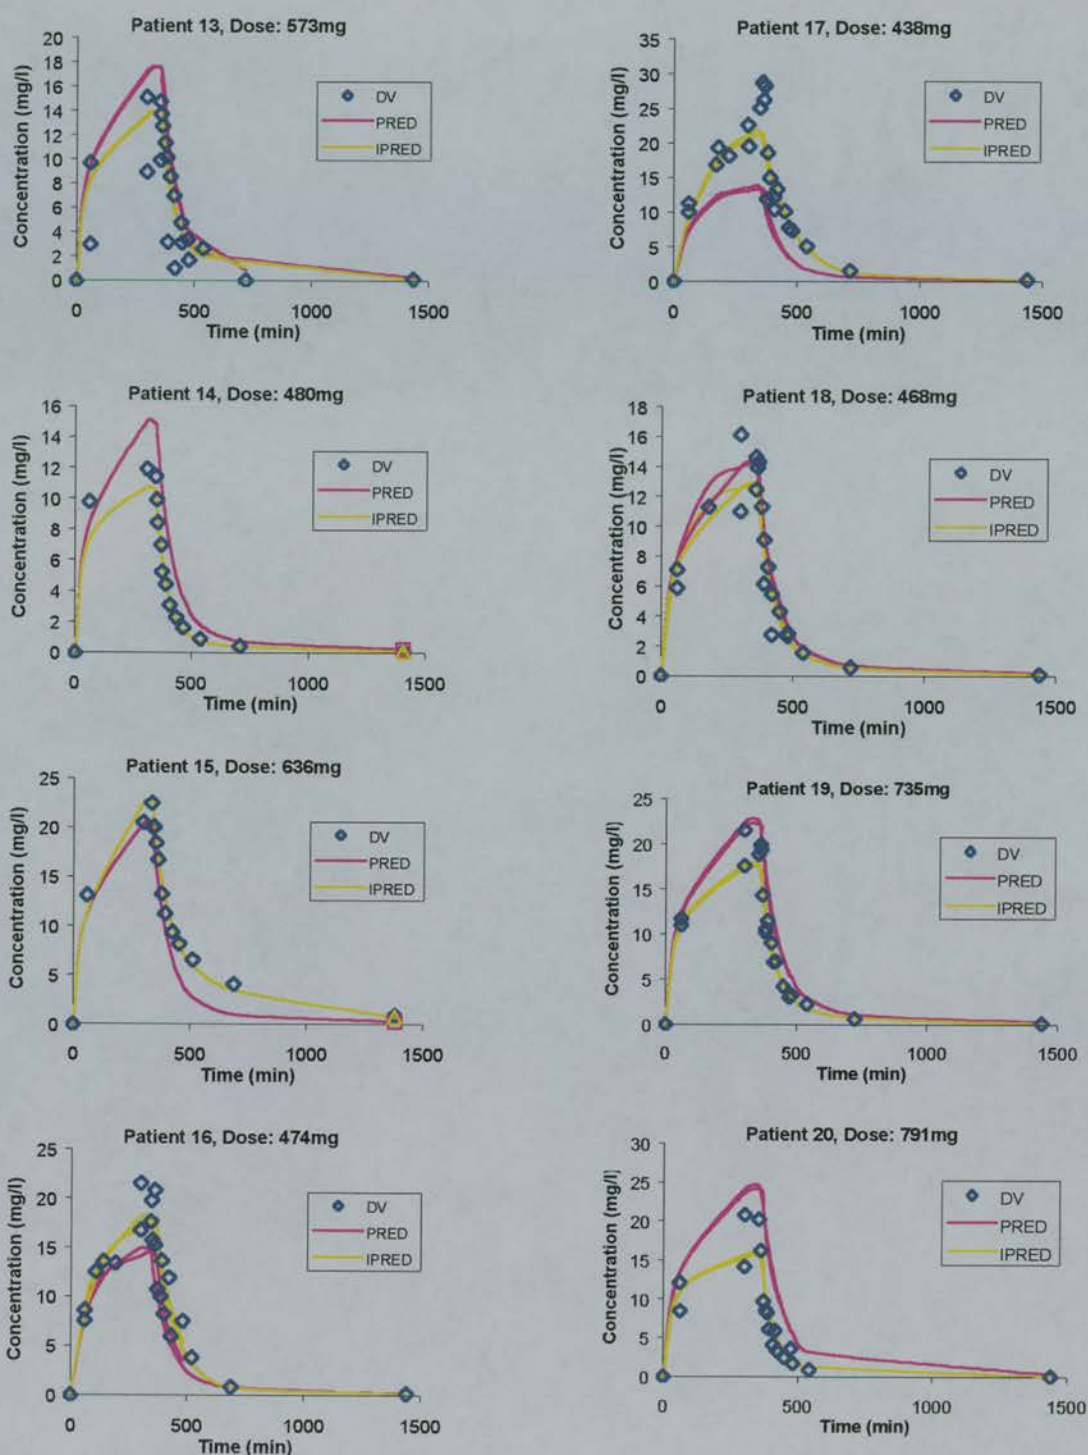 Patient 13, Dose: 573mg
20
18
16
14
12
10
8
6
4
2
0
Concentration (mg/l)
DV
PRED
IPRED
0 500 1000 1500
Time (min)
Patient 17, Dose: 438mg
35
30
25
20
15
10
5
0
Concentration (mg/l)
DV
PRED
IPRED
0 500 1000 1500
Time (min)
Patient 14, Dose: 480mg
16
14
12
10
8
6
4
2
0
Concentration (mg/l)
DV
PRED
IPRED
0 500 1000 1500
Time (min)
Patient 18, Dose: 468mg
18
16
14
12
10
8
6
4
2
0
Concentration (mg/l)
DV
PRED
IPRED
0 500 1000 1500
Time (min)
Patient 15, Dose: 636mg
25
20
15
10
5
0
Concentration (mg/l)
DV
PRED
IPRED
0 500 1000 1500
Time (min)
Patient 19, Dose: 735mg
25
20
15
10
5
0
Concentration (mg/l)
DV
PRED
IPRED
0 500 1000 1500
Time (min)
Patient 16, Dose: 474mg
25
20
15
10
5
0
Concentration (mg/l)
DV
PRED
IPRED
0 500 1000 1500
Time (min)
Patient 20, Dose: 791mg
30
25
20
15
10
5
0
Concentration (mg/l)
DV
PRED
IPRED
0 500 1000 1500
Time (min)